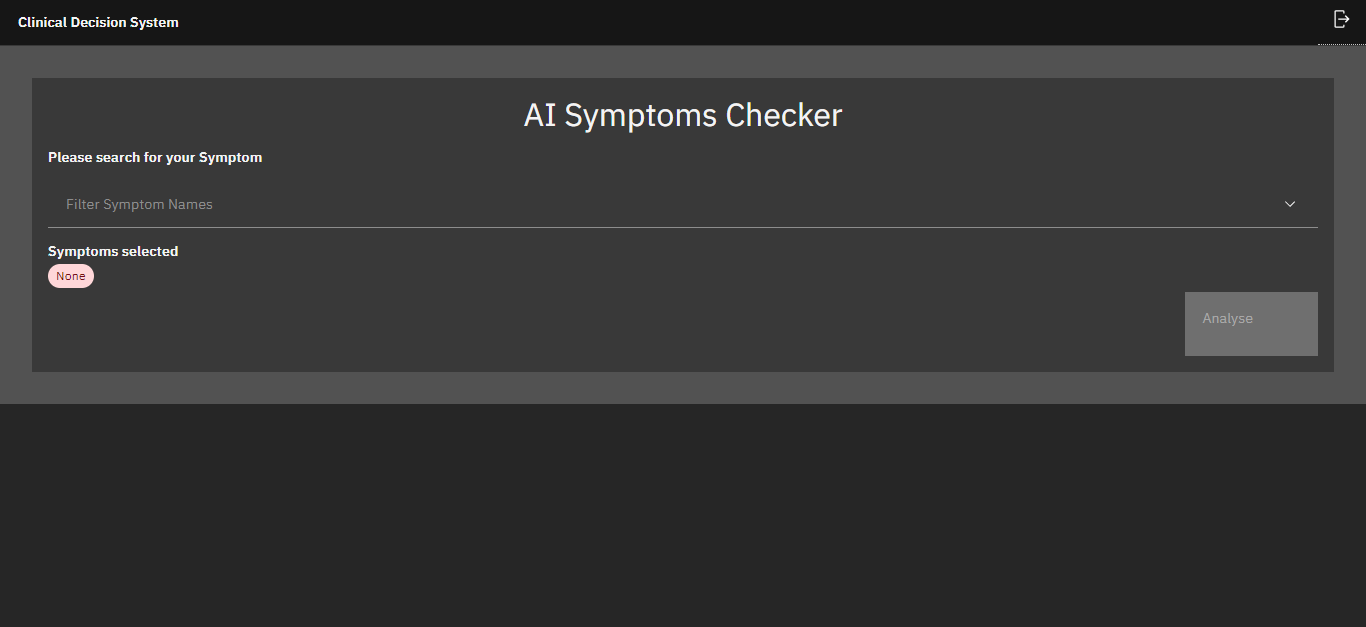 Clinical Decision System
AI Symptoms Checker
Please search for your Symptom
Filter Symptom Names
Symptoms selected
None
Analyse